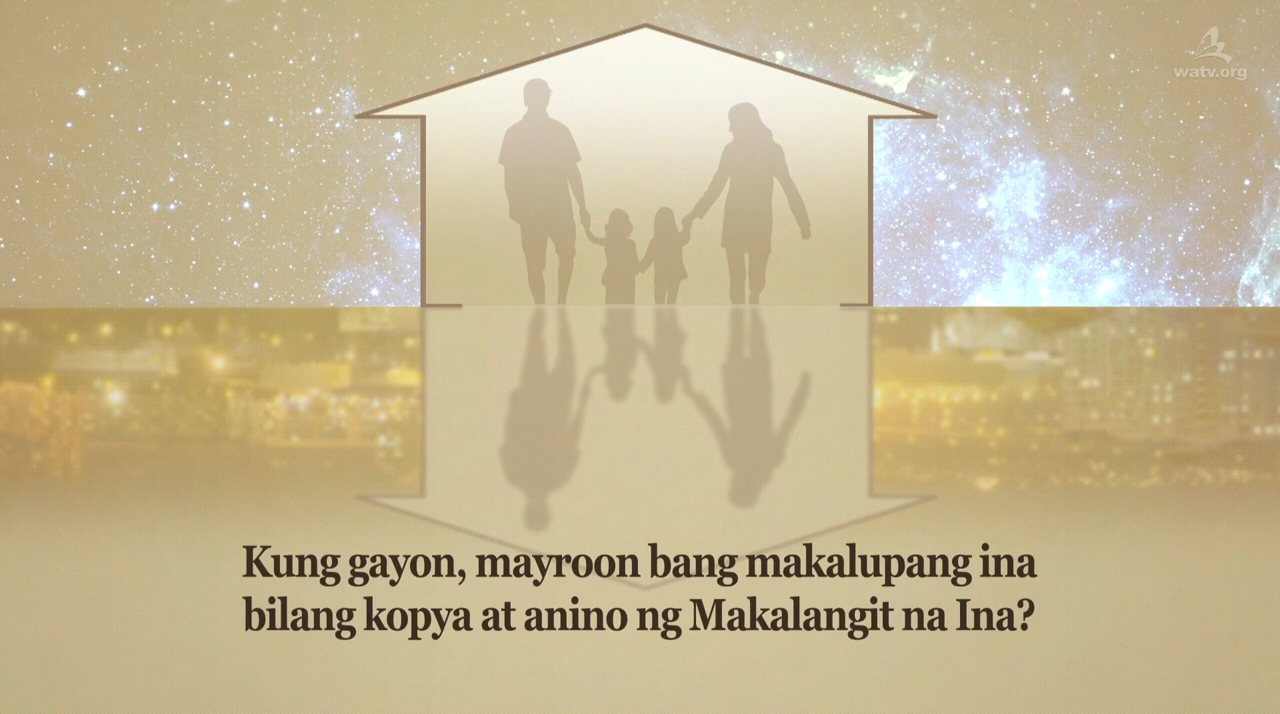 watv.org
Kung gayon, mayroon bang makalupang ina
bilang kopya at anino ng Makalangit na Ina?